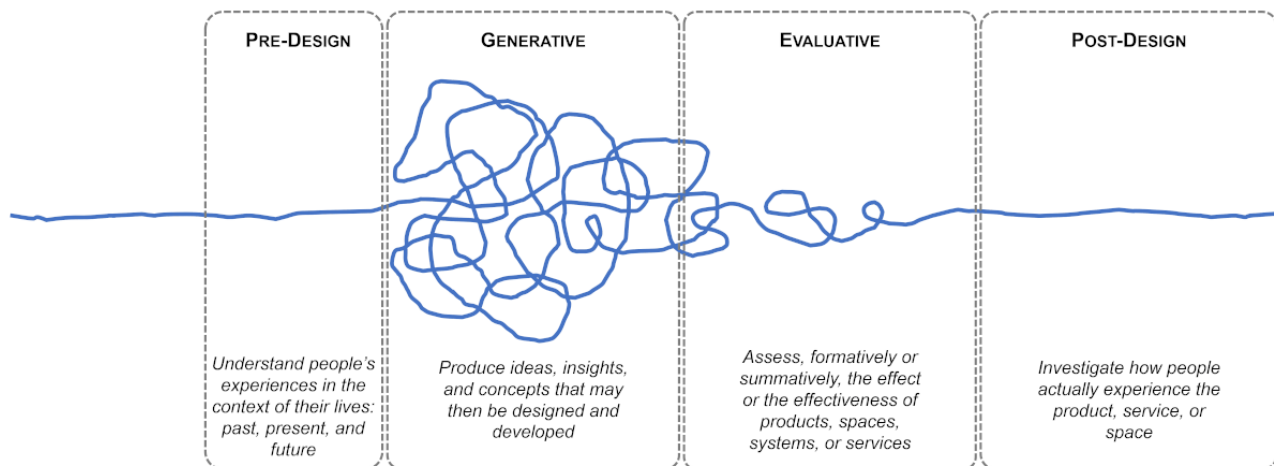 PRE-DESIGN
GENERATIVE
EVALUATIVE
POST-DESIGN
Understand people's
experiences in the
context of their lives:
past, present, and
future
Produce ideas, insights,
and concepts that may
then be designed and
developed
Assess, formatively or
summatively, the effect
or the effectiveness of
products, spaces,
systems, or services
Investigate how people
actually experience the
product, service, or
space